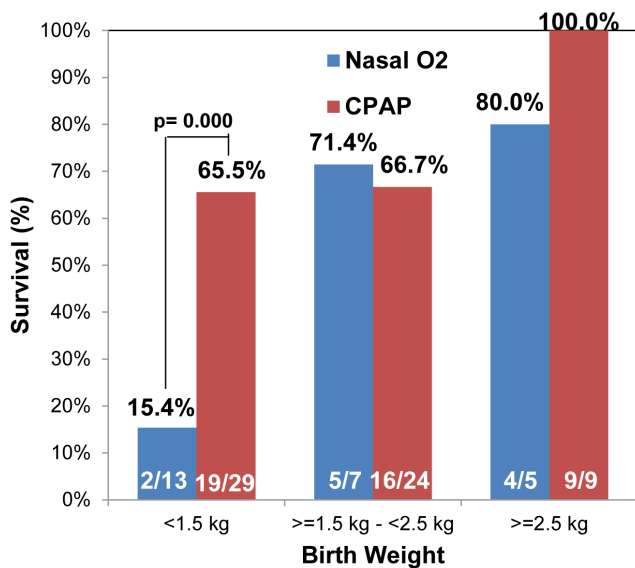 100%
90%
80%
70%
60%
50%
40%
30%
20%
10%
0%
Survival (%)
Nasal O2
CPAP
p= 0.000
15.4%
65.5%
71.4%
66.7%
80.0%
100.0%
2/13
19/29
5/7
16/24
4/5
9/9
<1.5 kg
>=1.5 kg - <2.5 kg
>=2.5 kg
Birth Weight